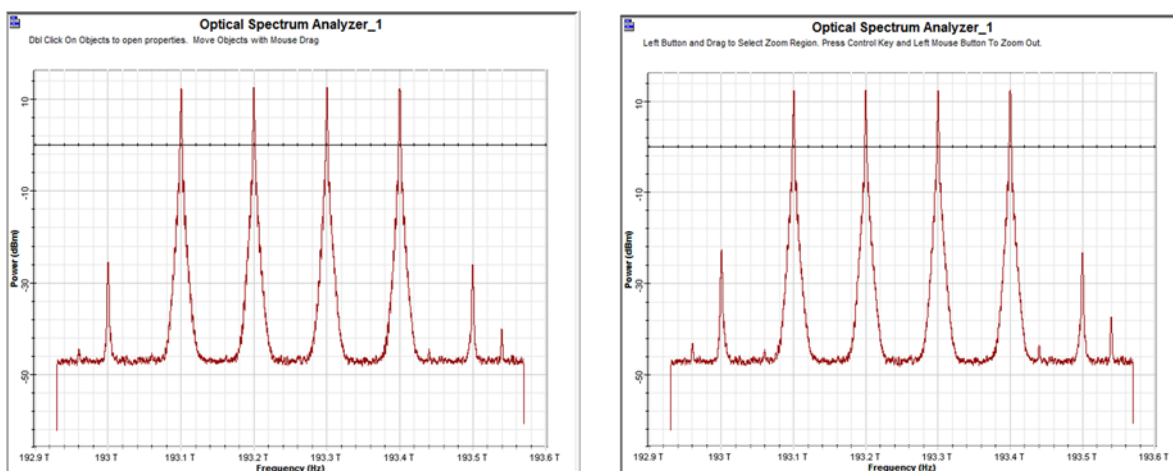 Optical Spectrum Analyzer_1
Dbl Click On Objects to open properties. Move Objects with Mouse Drag
Power (dBm)
10
-10
-30
-50
192.9 T 193 T 193.1 T 193.2 T 193.3 T 193.4 T 193.5 T 193.6 T
Frequency (Hz)
Optical Spectrum Analyzer_1
Left Button and Drag to Select Zoom Region. Press Control Key and Left Mouse Button To Zoom Out.
Power (dBm)
10
-10
-30
-50
192.9 T 193 T 193.1 T 193.2 T 193.3 T 193.4 T 193.5 T 193.6 T
Frequency (Hz)